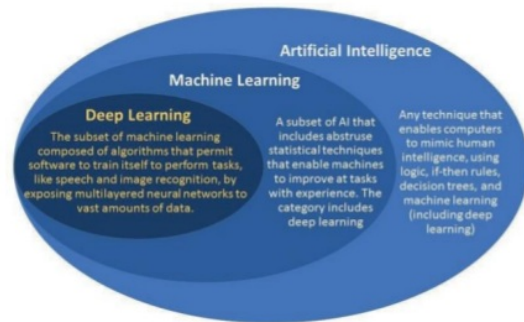 Artificial Intelligence
Machine Learning
Deep Learning
The subset of machine learning
composed of algorithms that permit
software to train itself to perform tasks,
like speech and image recognition, by
exposing multilayered neural networks to
vast amounts of data.
A subset of AI that
includes abstruse
statistical techniques
that enable machines
to improve at tasks
with experience. The
category includes
deep learning
Any technique that
enables computers
to mimic human
intelligence, using
logic, if-then rules,
decision trees, and
machine learning
(including deep
learning)